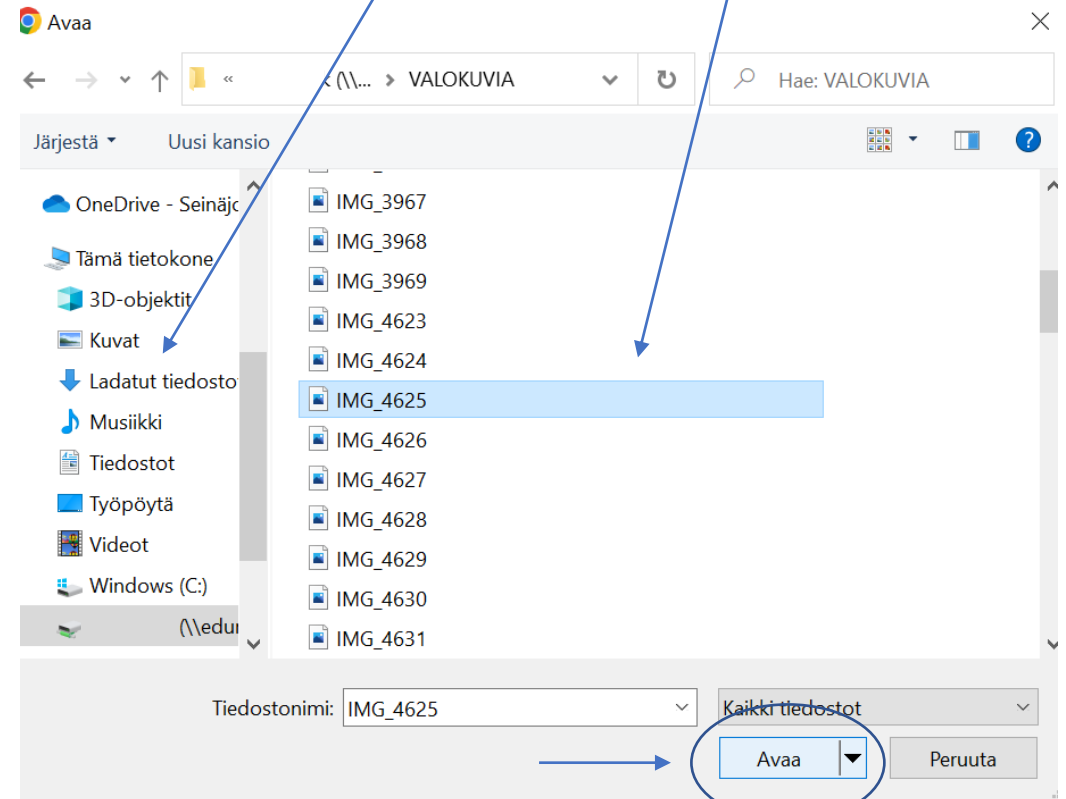 Avaa
« (\\... > VALOKUVIA
Hae: VALOKUVIA
Järjestä
Uusi kansio
?
OneDrive - Seinäjo
Tämä tietokone
3D-objektit
Kuvat
Ladatut tiedosto
Musiikki
Tiedostot
Työpöytä
Videot
Windows (C:)
(\\edu
IMG_3967
IMG_3968
IMG_3969
IMG_4623
IMG_4624
IMG_4625
IMG_4626
IMG_4627
IMG_4628
IMG_4629
IMG_4630
IMG_4631
Tiedostonimi: IMG_4625
Kaikki tiedostot
Avaa
Peruuta